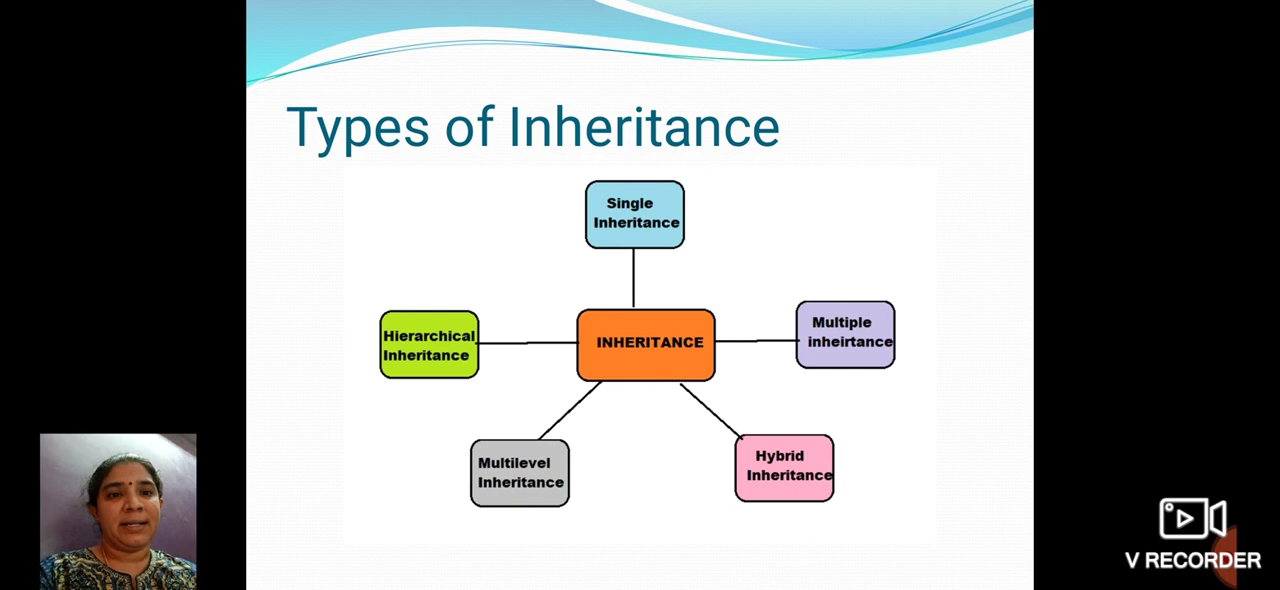 Types of Inheritance
Single
Inheritance
Hierarchical
Inheritance
INHERITANCE
Multiple
inheirtance
Multilevel
Inheritance
Hybrid
Inheritance
V RECORDER